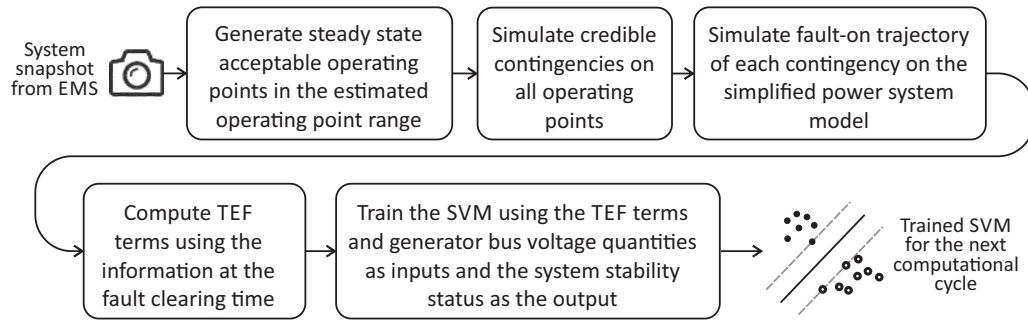 System
snapshot
from EMS
Generate steady state
acceptable operating
points in the estimated
operating point range
Simulate credible
contingencies on
all operating
points
Simulate fault-on trajectory
of each contingency on the
simplified power system
model
Compute TEF
terms using the
information at the
fault clearing time
Train the SVM using the TEF terms
and generator bus voltage quantities
as inputs and the system stability
status as the output
Trained SVM
for the next
computational
cycle